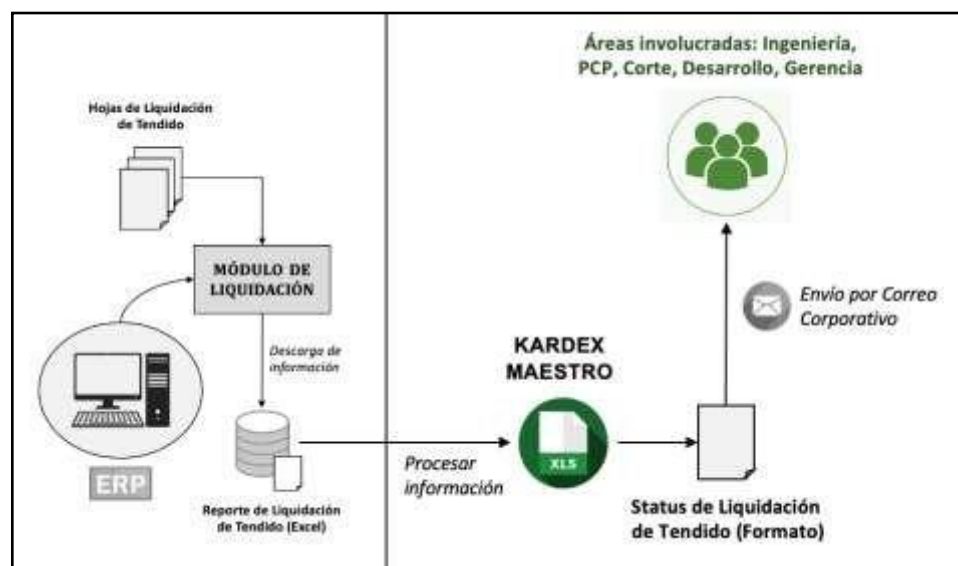 Hojas de Liquidación
de Tendido
MÓDULO DE
LIQUIDACIÓN
Descarga de
información
ERP
Reporte de Liquidación
de Tendido (Excel)
Áreas involucradas: Ingeniería,
PCP, Corte, Desarrollo, Gerencia
Envío por Correo
Corporativo
KARDEX
MAESTRO
XLS
Procesar
información
Status de Liquidación
de Tendido (Formato)